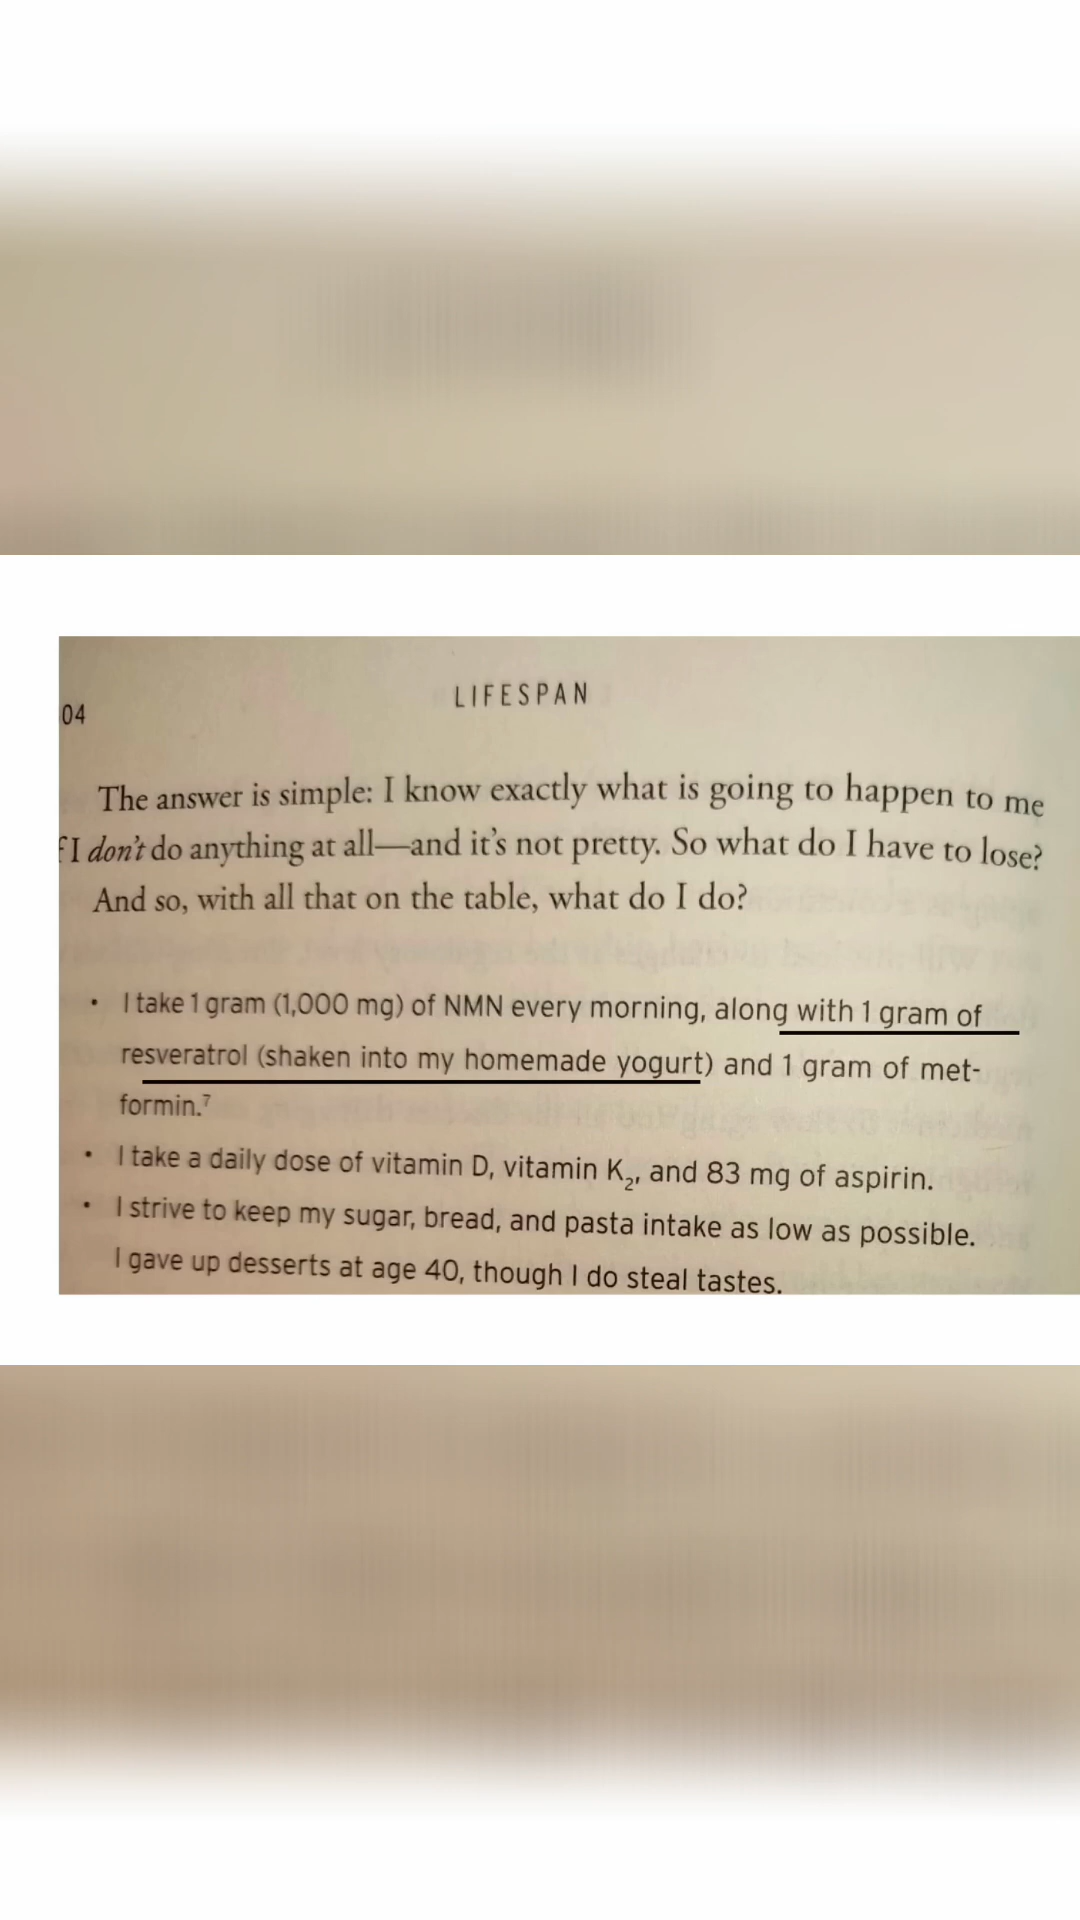 LIFESPAN
04
The answer is simple: I know exactly what is going to happen to me
f I don't do anything at all—and it's not pretty. So what do I have to lose?
And so, with all that on the table, what do I do?
• I take 1 gram (1,000 mg) of NMN every morning, along with 1 gram of
resveratrol (shaken into my homemade yogurt) and 1 gram of met-
formin.7
• I take a daily dose of vitamin D, vitamin K2, and 83 mg of aspirin.
• I strive to keep my sugar, bread, and pasta intake as low as possible.
I gave up desserts at age 40, though I do steal tastes.